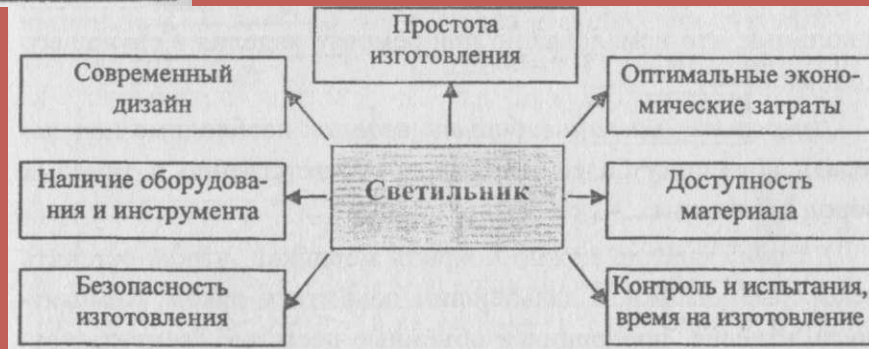 Простота
изготовления
Современный
дизайн
Оптимальные эконо-
мические затраты
Наличие оборудова-
ния и инструмента
Светильник
Доступность
материала
Безопасность
изготовления
Контроль и испытания,
время на изготовление